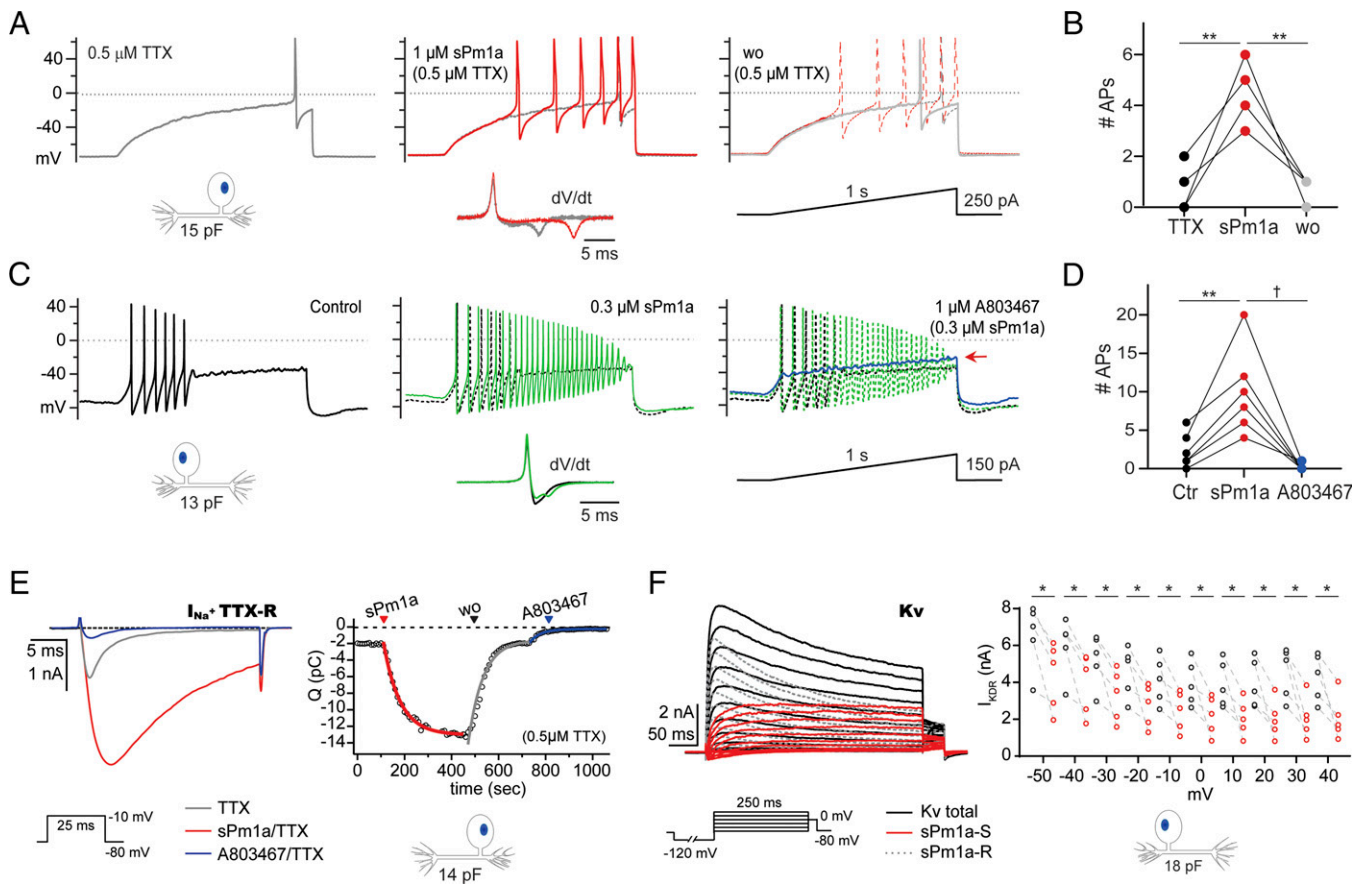 A
0.5 μM TTX
1 μM sPm1a
(0.5 μM TTX)
wo
(0.5 μM TTX)
40
0
-40
mV
15 pF
dV/dt
5 ms
1 s
250 pA
B
# APs
6
4
2
0
TTX
sPm1a
wo
**
**
C
Control
0.3 μM sPm1a
1 μM A803467
(0.3 μM sPm1a)
40
0
-40
mV
13 pF
dV/dt
5 ms
1 s
150 pA
D
# APs
20
15
10
5
0
Ctr
sPm1a
A803467
**
†
E
INa+ TTX-R
5 ms
1 nA
25 ms
-10 mV
-80 mV
TTX
sPm1a/TTX
A803467/TTX
sPm1a
wo
A803467
Q (pC)
0
-2
-4
-6
-8
-10
-12
-14
(0.5μM TTX)
0 200 400 600 800 1000
time (sec)
14 pF
F
Kv
2 nA
50 ms
250 ms
0 mV
-80 mV
-120 mV
Kv total
sPm1a-S
sPm1a-R
* * * * * * * * * *
IKDR (nA)
8
6
4
2
0
-50 -40 -30 -20 -10 0 10 20 30 40
mV
18 pF